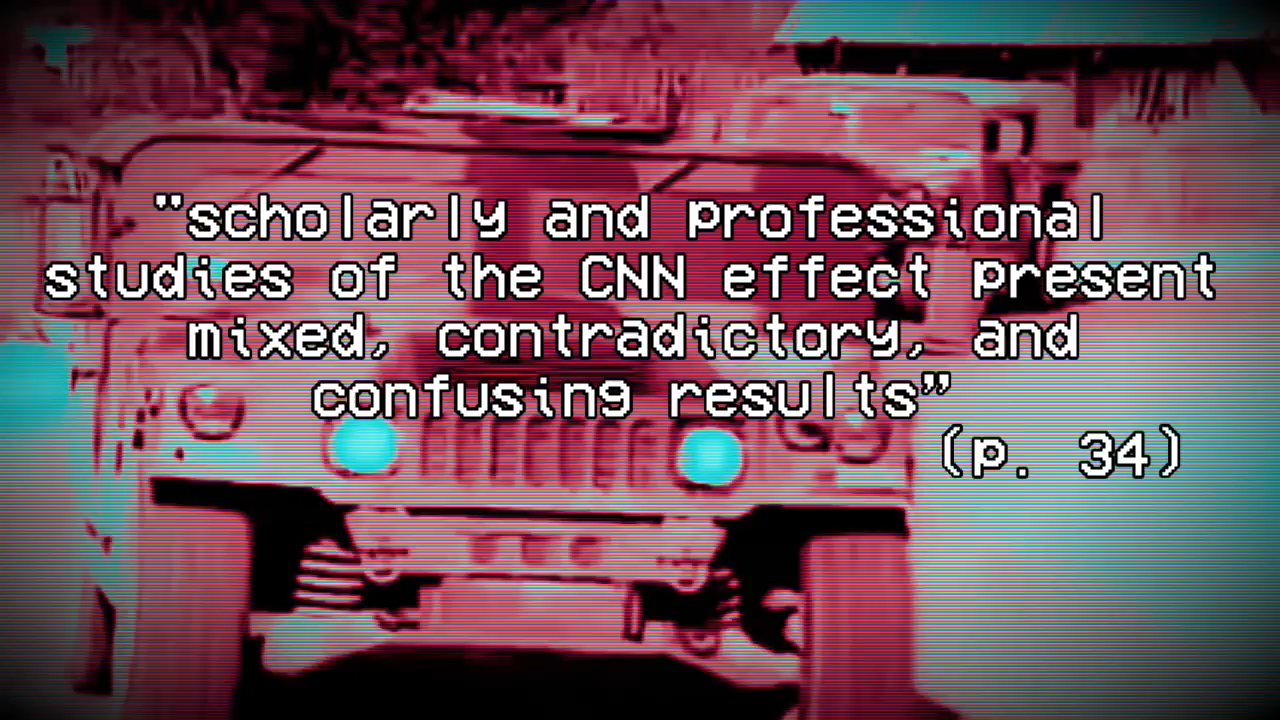 "scholarly and professional
studies of the CNN effect present
mixed, contradictory, and
confusing results”
(p. 34)